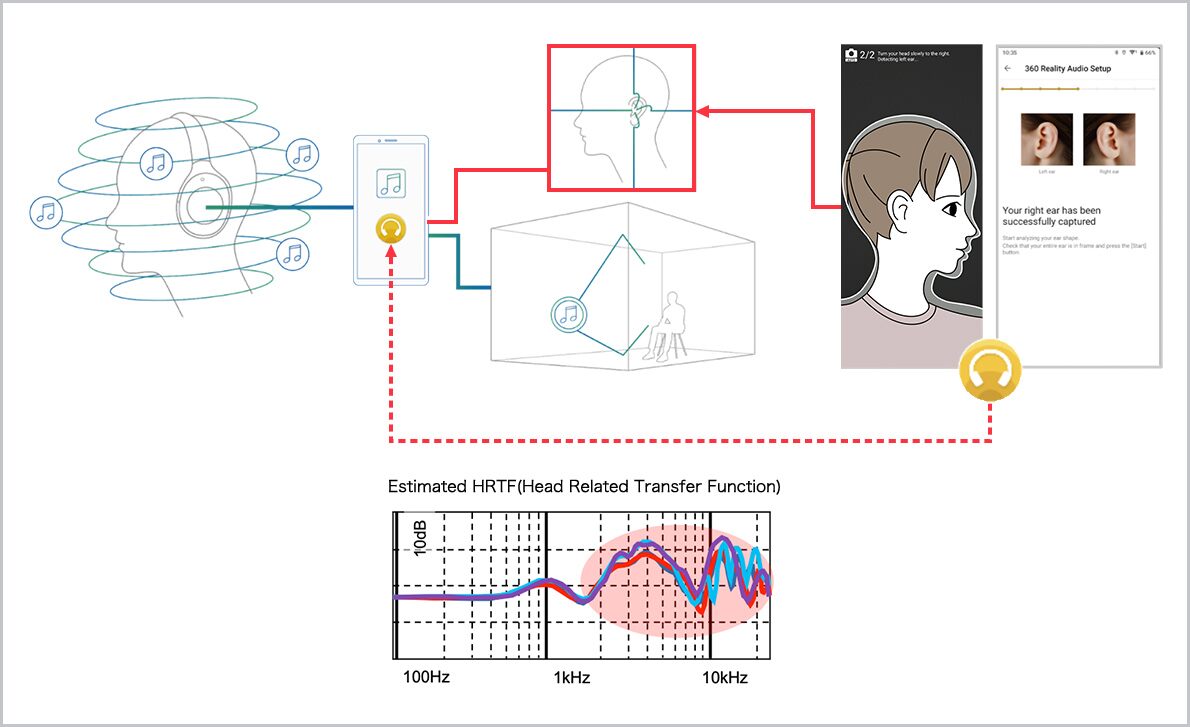 2/2 Turn your head slowly to the right.
AUTO Detecting left ear...
10:35 66%
360 Reality Audio Setup
Left ear Right ear
Your right ear has been
successfully captured
Start analyzing your ear shape.
Check that your entire ear is in frame and press the [Start]
button.
Estimated HRTF(Head Related Transfer Function)
10dB
100Hz 1kHz 10kHz